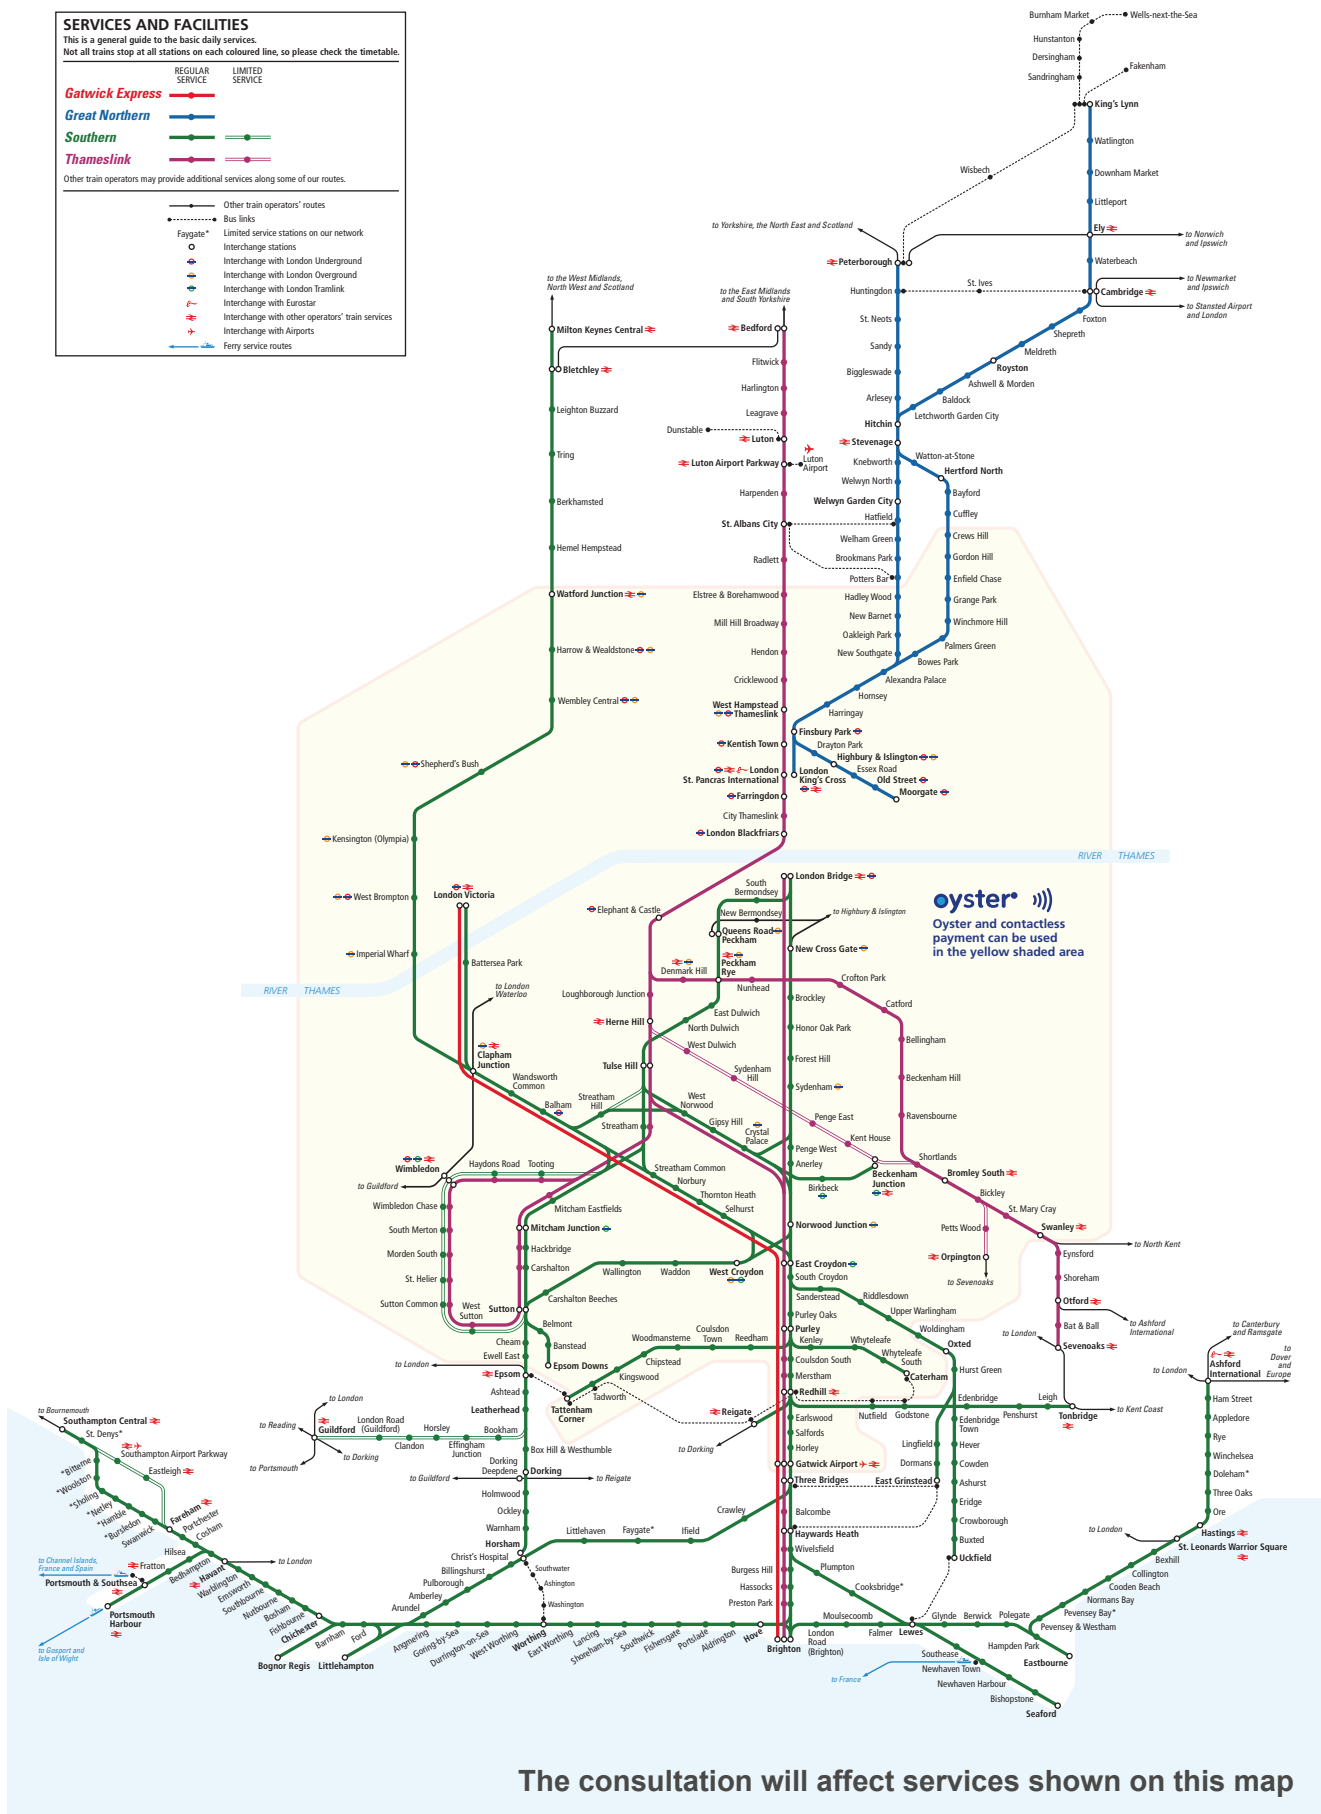 SERVICES AND FACILITIES
This is a general guide to the basic daily services.
Not all trains stop at all stations on each coloured line, so please check the timetable.
REGULAR
SERVICE
LIMITED
SERVICE
Gatwick Express
Great Northern
Southern
Thameslink
Other train operators may provide additional services along some of our routes.
Other train operators' routes
Bus links
Faygate*
Limited service stations on our network
Interchange stations
Interchange with London Underground
Interchange with London Overground
Interchange with London Tramlink
Interchange with Eurostar
Interchange with other operators' train services
Interchange with Airports
Ferry service routes
Burnham Market
Wells-next-the-Sea
Hunstanton
Dersingham
Sandringham
Fakenham
King's Lynn
Watlington
Wisbech
Downham Market
Littleport
to Yorkshire, the North East and Scotland
Ely
to Norwich
and Ipswich
Peterborough
Waterbeach
Huntingdon
St. Ives
Cambridge
to Newmarket
and Ipswich
to Stansted Airport
and London
Foxton
Shepreth
Meldreth
Royston
Ashwell & Morden
Baldock
Letchworth Garden City
St. Neots
Sandy
Biggleswade
Arlesey
Hitchin
Stevenage
Knebworth
Welwyn North
Welwyn Garden City
Hatfield
Welham Green
Brookmans Park
Potters Bar
Hadley Wood
New Barnet
Oakleigh Park
New Southgate
Watton-at-Stone
Hertford North
Bayford
Cuffley
Crews Hill
Gordon Hill
Enfield Chase
Grange Park
Winchmore Hill
Palmers Green
Bowes Park
Alexandra Palace
Hornsey
Harringay
Finsbury Park
Drayton Park
Highbury & Islington
Essex Road
Old Street
Moorgate
London
King's Cross
to the West Midlands,
North West and Scotland
Milton Keynes Central
Bletchley
Leighton Buzzard
Tring
Berkhamsted
Hemel Hempstead
Watford Junction
Harrow & Wealdstone
Wembley Central
Shepherd's Bush
Kensington (Olympia)
West Brompton
Imperial Wharf
to the East Midlands
and South Yorkshire
Bedford
Flitwick
Harlington
Leagrave
Dunstable
Luton
Luton Airport Parkway
Luton
Airport
Harpenden
St. Albans City
Radlett
Elstree & Borehamwood
Mill Hill Broadway
Hendon
Cricklewood
West Hampstead
Thameslink
Kentish Town
London
St. Pancras International
Farringdon
City Thameslink
London Blackfriars
RIVER THAMES
RIVER THAMES
oyster
Oyster and contactless
payment can be used
in the yellow shaded area
London Victoria
Battersea Park
to London
Waterloo
Clapham
Junction
Wandsworth
Common
Balham
Elephant & Castle
Loughborough Junction
Herne Hill
Tulse Hill
Streatham
Hill
Streatham
South
Bermondsey
London Bridge
New Bermondsey
to Highbury & Islington
Queens Road
Peckham
New Cross Gate
Denmark Hill
Peckham
Rye
Nunhead
Crofton Park
Catford
Bellingham
Beckenham Hill
Ravensbourne
Shortlands
East Dulwich
North Dulwich
West Dulwich
Sydenham
Hill
Penge East
Kent House
Brockley
Honor Oak Park
Forest Hill
Sydenham
West
Norwood
Gipsy Hill
Crystal
Palace
Penge West
Anerley
Birkbeck
Beckenham
Junction
Bromley South
Bickley
St. Mary Cray
Petts Wood
Swanley
Orpington
to Sevenoaks
to North Kent
Eynsford
Shoreham
Otford
to Ashford
International
Bat & Ball
to London
Sevenoaks
Wimbledon
to Guildford
Haydons Road
Tooting
Wimbledon Chase
South Merton
Morden South
St. Helier
Sutton Common
West
Sutton
Streatham Common
Norbury
Thornton Heath
Selhurst
Mitcham Eastfields
Mitcham Junction
Hackbridge
Carshalton
Sutton
Carshalton Beeches
Wallington
Waddon
West Croydon
Norwood Junction
East Croydon
South Croydon
Sanderstead
Riddlesdown
Upper Warlingham
Woldingham
Oxted
Hurst Green
Purley Oaks
Purley
Kenley
Whyteleafe
Whyteleafe
South
Caterham
Belmont
Banstead
Epsom Downs
Cheam
Ewell East
to London
Epsom
Ashtead
Leatherhead
Woodmansterne
Coulsdon
Town
Reedham
Chipstead
Kingswood
Tadworth
Tattenham
Corner
Coulsdon South
Merstham
Redhill
Reigate
to Dorking
Nutfield
Godstone
Edenbridge
Penshurst
Leigh
Tonbridge
to Kent Coast
Earlswood
Salfords
Horley
Gatwick Airport
Three Bridges
Edenbridge
Town
Hever
Cowden
Ashurst
Eridge
Crowborough
Buxted
Uckfield
Lingfield
Dormans
East Grinstead
to Canterbury
and Ramsgate
to
Dover
and
Europe
to London
Ashford
International
Ham Street
Appledore
Rye
Winchelsea
Doleham*
Three Oaks
Ore
Hastings
to London
St. Leonards Warrior Square
Bexhill
Collington
Cooden Beach
Normans Bay
Pevensey Bay*
Pevensey & Westham
to London
to Reading
Guildford
to Portsmouth
to Dorking
London Road
(Guildford)
Clandon
Horsley
Effingham
Junction
Bookham
Box Hill & Westhumble
Dorking
Deepdene
Dorking
to Guildford
to Reigate
Holmwood
Ockley
Warnham
Horsham
Littlehaven
Faygate*
Ifield
Crawley
Balcombe
Haywards Heath
Wivelsfield
Burgess Hill
Hassocks
Preston Park
Brighton
Plumpton
Cooksbridge*
Christ's Hospital
Billingshurst
Pulborough
Amberley
Arundel
Southwater
Ashington
Washington
to Bournemouth
Southampton Central
St. Denys*
Southampton Airport Parkway
Eastleigh
*Bitterne
*Woolston
*Sholing
*Netley
*Hamble
*Bursledon
Swanwick
Fareham
Portchester
Cosham
Hilsea
to Channel Islands,
France and Spain
Fratton
Portsmouth & Southsea
Portsmouth
Harbour
to Gosport and
Isle of Wight
Bedhampton
Havant
to London
Warblington
Emsworth
Southbourne
Nutbourne
Bosham
Fishbourne
Chichester
Barnham
Ford
Bognor Regis
Littlehampton
Angmering
Goring-by-Sea
Durrington-on-Sea
West Worthing
Worthing
East Worthing
Lancing
Shoreham-by-Sea
Southwick
Fishersgate
Portslade
Aldrington
Hove
London
Road
(Brighton)
Moulsecoomb
Falmer
Lewes
Glynde
Berwick
Polegate
Hampden Park
Eastbourne
Southease
Newhaven Town
to France
Newhaven Harbour
Bishopstone
Seaford
The consultation will affect services shown on this map